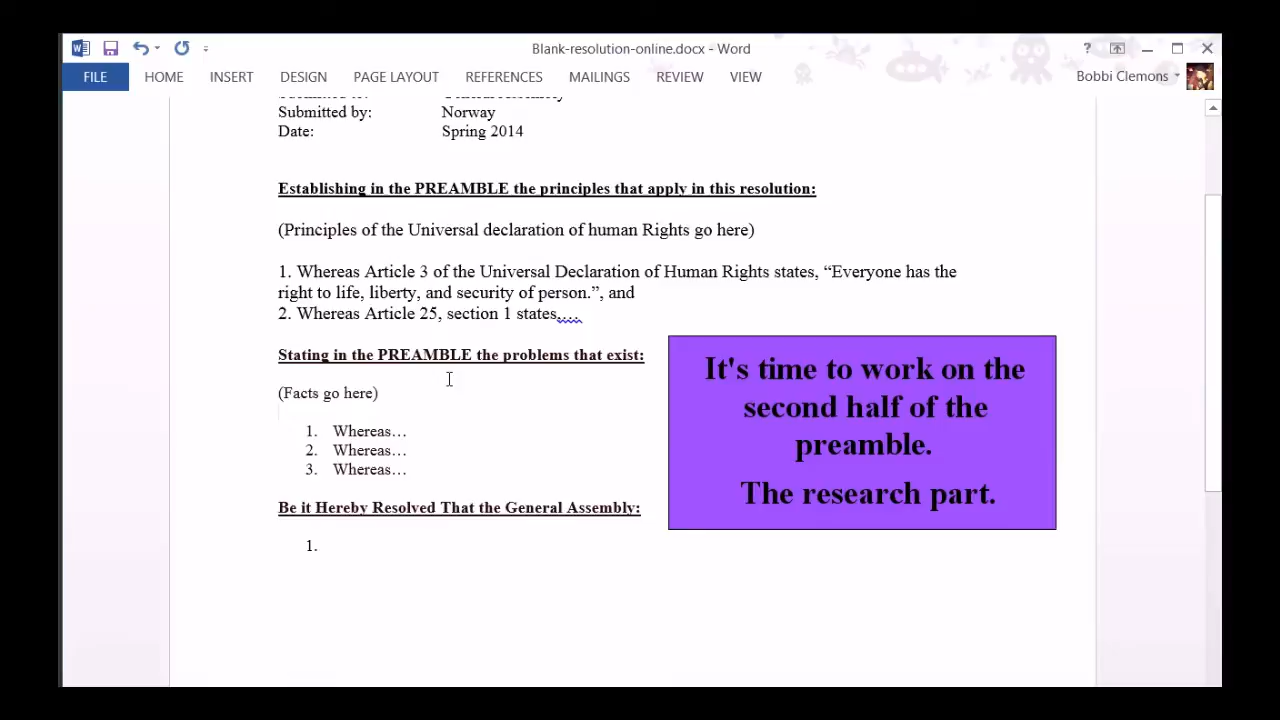 Blank-resolution-online.docx - Word
?
FILE HOME INSERT DESIGN PAGE LAYOUT REFERENCES MAILINGS REVIEW VIEW
Bobbi Clemons
Submitted by: Norway
Date: Spring 2014
Establishing in the PREAMBLE the principles that apply in this resolution:
(Principles of the Universal declaration of human Rights go here)
1. Whereas Article 3 of the Universal Declaration of Human Rights states, “Everyone has the
right to life, liberty, and security of person.”, and
2. Whereas Article 25, section 1 states,…
Stating in the PREAMBLE the problems that exist:
(Facts go here)
1. Whereas…
2. Whereas…
3. Whereas…
Be it Hereby Resolved That the General Assembly:
1.
It's time to work on the
second half of the
preamble.
The research part.